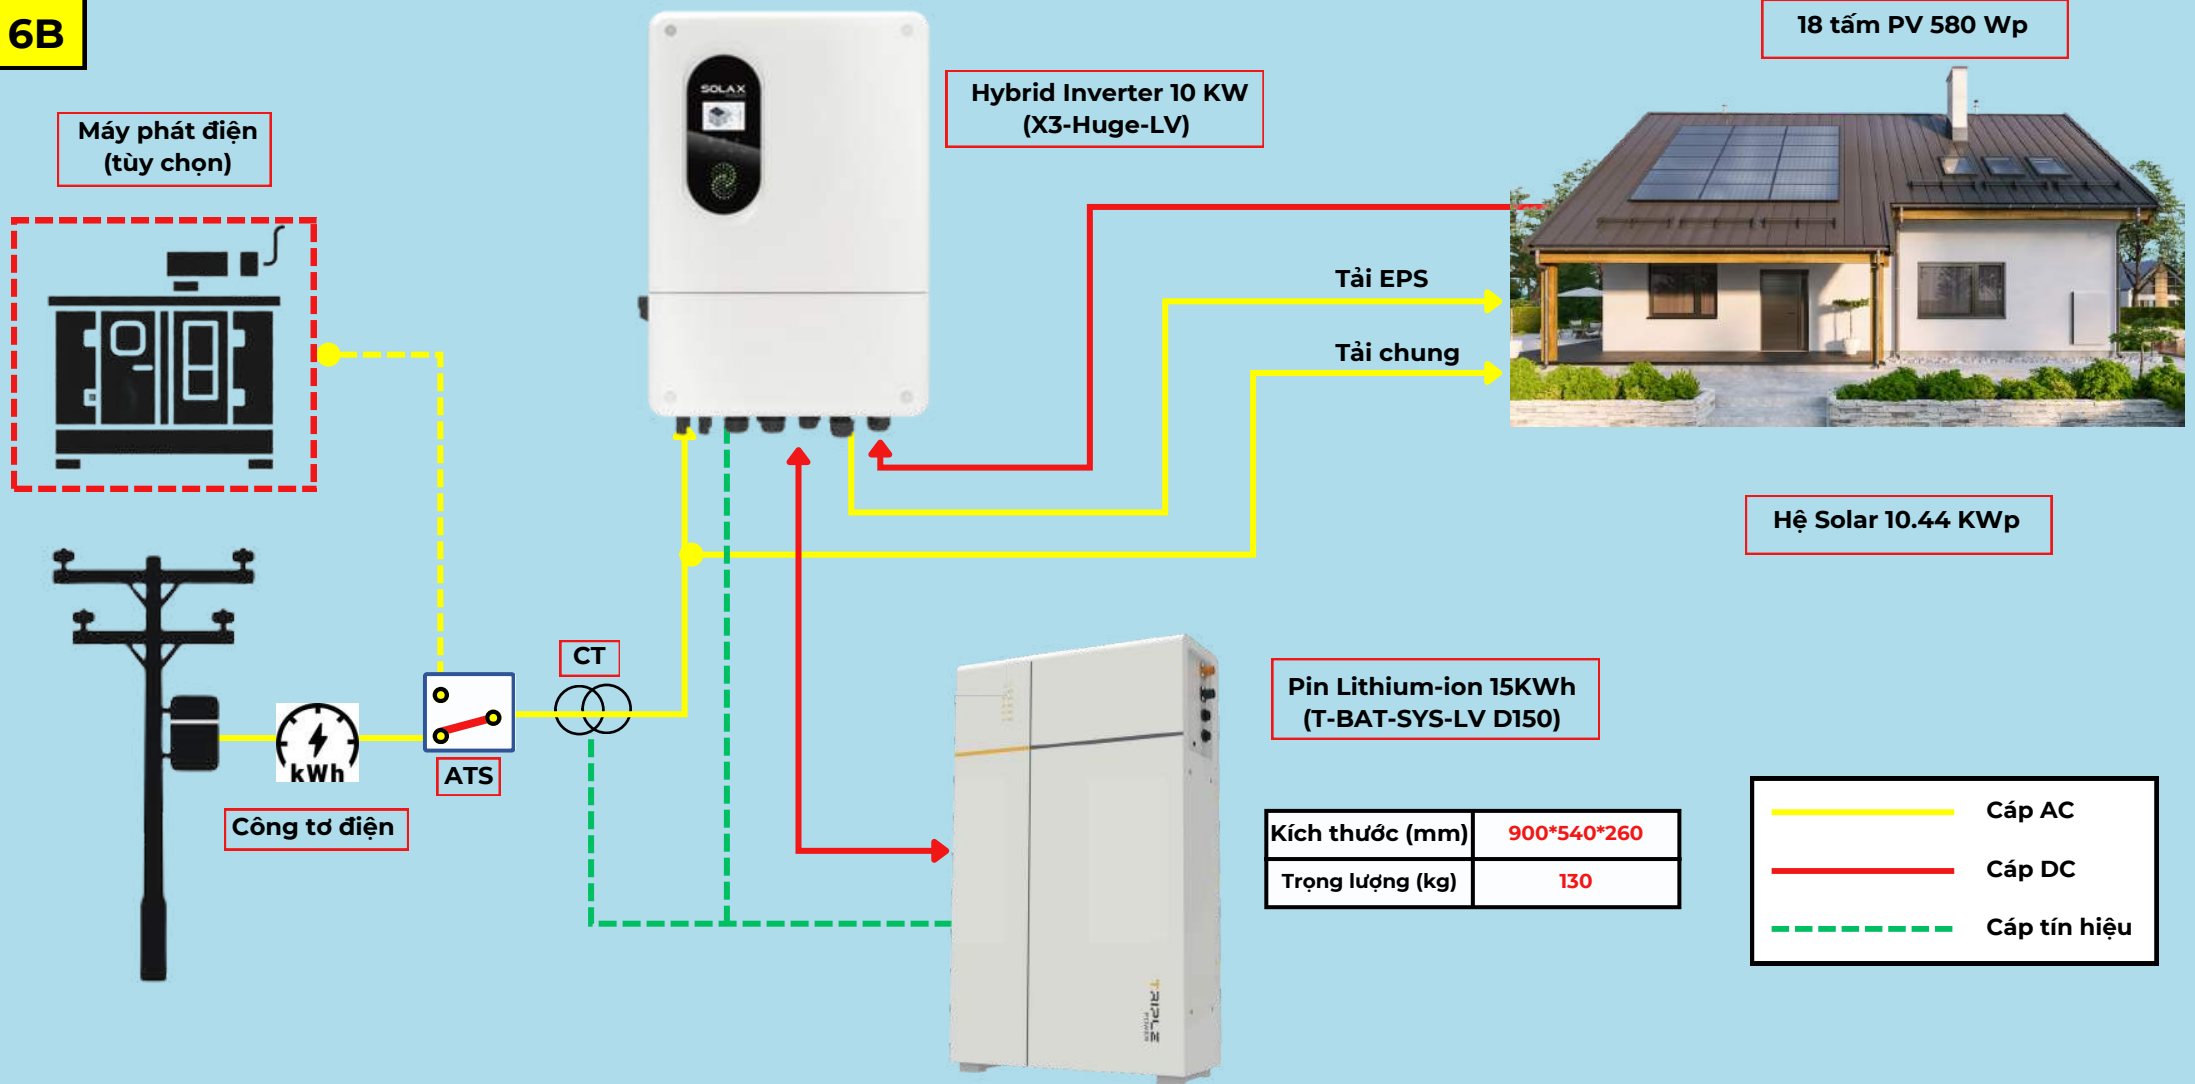 6B
18 tấm PV 580 Wp
Hybrid Inverter 10 KW
(X3-Huge-LV)
SOLAX
Máy phát điện
(tùy chọn)
Tải EPS
Tải chung
Hệ Solar 10.44 KWp
CT
Pin Lithium-ion 15KWh
(T-BAT-SYS-LV D150)
kWh
ATS
Công tơ điện
Kích thước (mm) 900*540*260
Trọng lượng (kg) 130
Cáp AC
Cáp DC
Cáp tín hiệu
TRIPLE
POWER